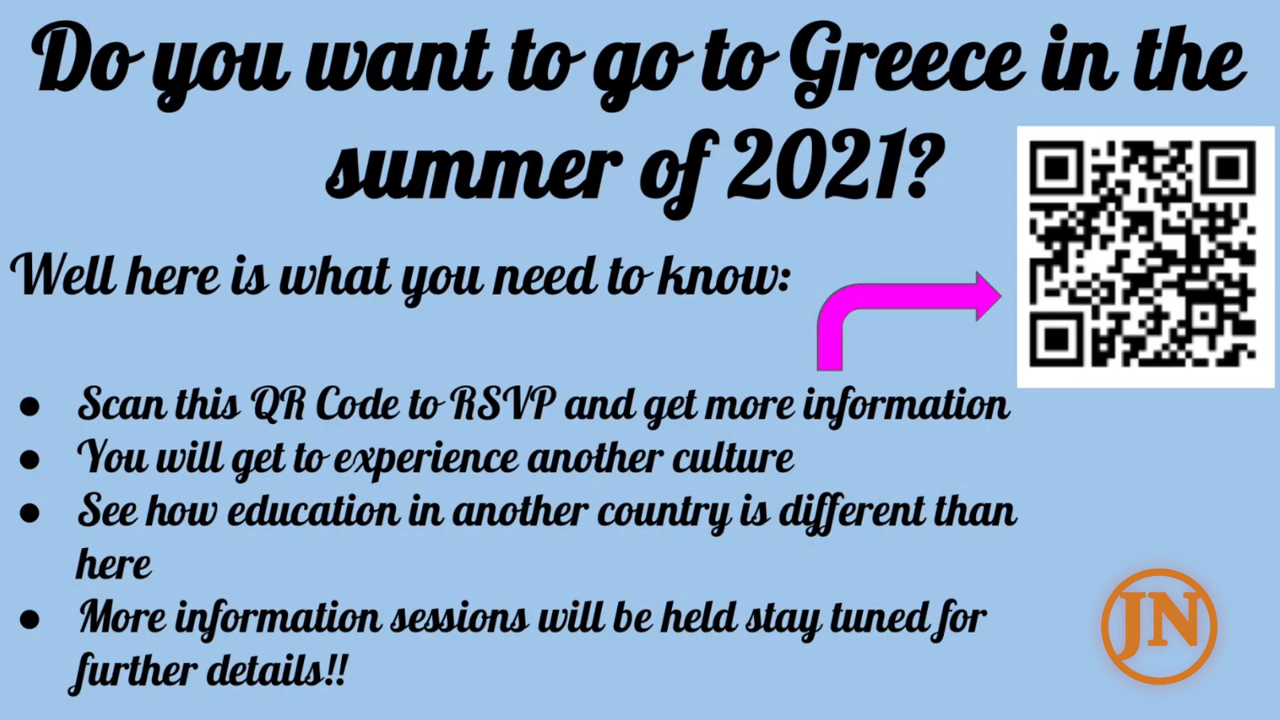 Do you want to go to Greece in the
summer of 2021?
Well here is what you need to know:
● Scan this QR Code to RSVP and get more information
● You will get to experience another culture
● See how education in another country is different than
here
● More information sessions will be held stay tuned for
further details!!
JN